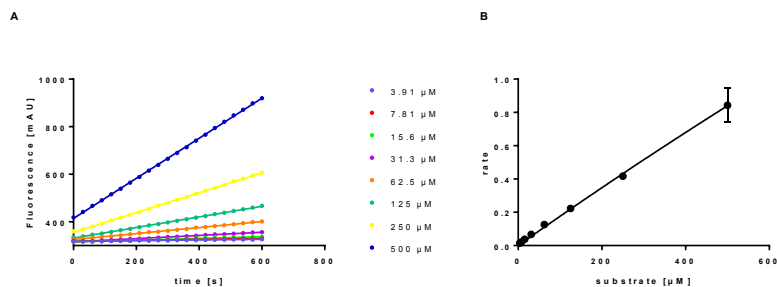 A
B
1000
800
600
400
0
200
400
600
800
Fluorescence [mAU]
time [s]
3.91 µM
7.81 µM
15.6 µM
31.3 µM
62.5 µM
125 µM
250 µM
500 µM
1.0
0.8
0.6
0.4
0.2
0.0
0
200
400
600
rate
substrate [µM]